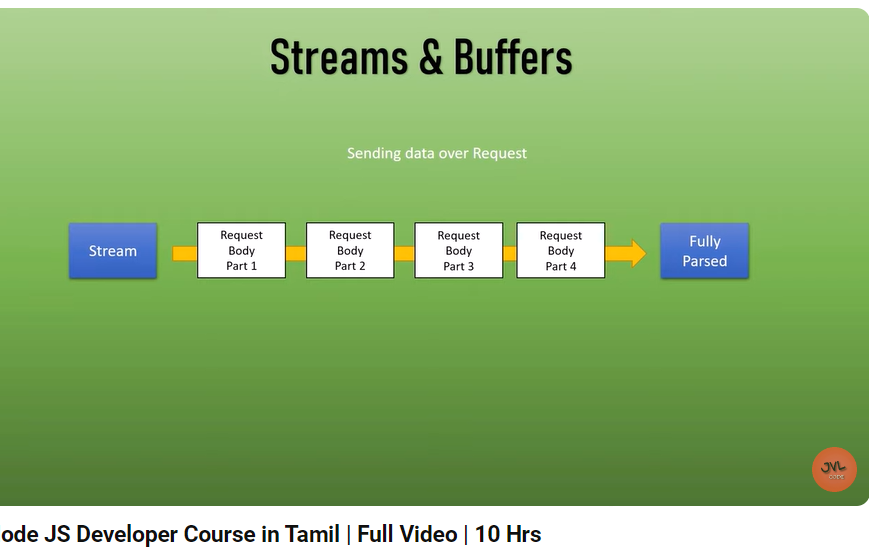 Streams & Buffers
Sending data over Request
Stream
Request
Body
Part 1
Request
Body
Part 2
Request
Body
Part 3
Request
Body
Part 4
Fully
Parsed
JVL
code
ode JS Developer Course in Tamil | Full Video | 10 Hrs